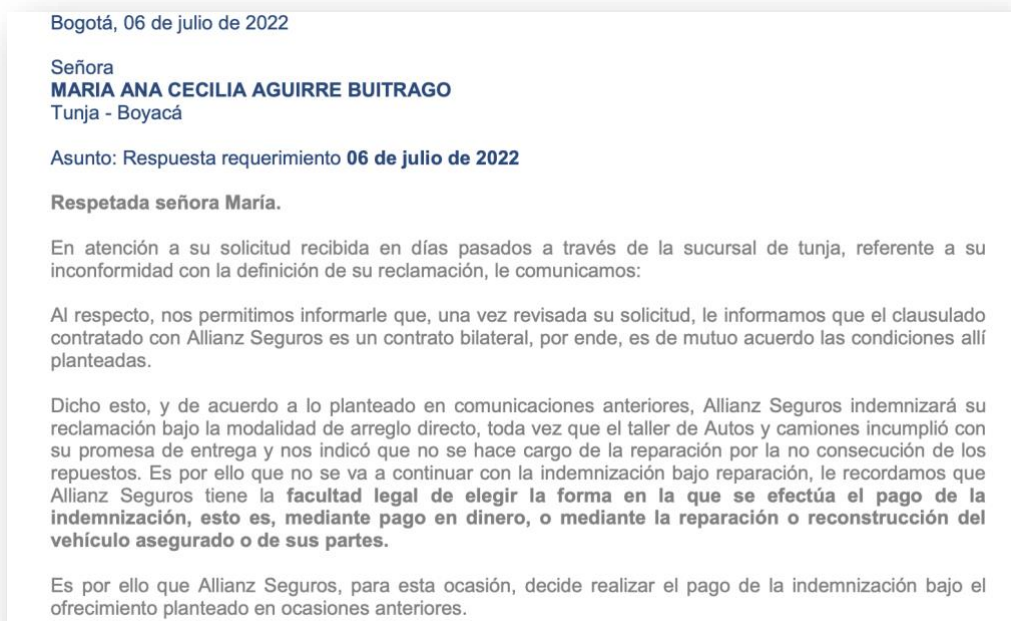 Bogotá, 06 de julio de 2022
Señora
MARIA ANA CECILIA AGUIRRE BUITRAGO
Tunja - Boyacá
Asunto: Respuesta requerimiento 06 de julio de 2022
Respetada señora María.
En atención a su solicitud recibida en días pasados a través de la sucursal de tunja, referente a su
inconformidad con la definición de su reclamación, le comunicamos:
Al respecto, nos permitimos informarle que, una vez revisada su solicitud, le informamos que el clausulado
contratado con Allianz Seguros es un contrato bilateral, por ende, es de mutuo acuerdo las condiciones allí
planteadas.
Dicho esto, y de acuerdo a lo planteado en comunicaciones anteriores, Allianz Seguros indemnizará su
reclamación bajo la modalidad de arreglo directo, toda vez que el taller de Autos y camiones incumplió con
su promesa de entrega y nos indicó que no se hace cargo de la reparación por la no consecución de los
repuestos. Es por ello que no se va a continuar con la indemnización bajo reparación, le recordamos que
Allianz Seguros tiene la facultad legal de elegir la forma en la que se efectúa el pago de la
indemnización, esto es, mediante pago en dinero, o mediante la reparación o reconstrucción del
vehículo asegurado o de sus partes.
Es por ello que Allianz Seguros, para esta ocasión, decide realizar el pago de la indemnización bajo el
ofrecimiento planteado en ocasiones anteriores.